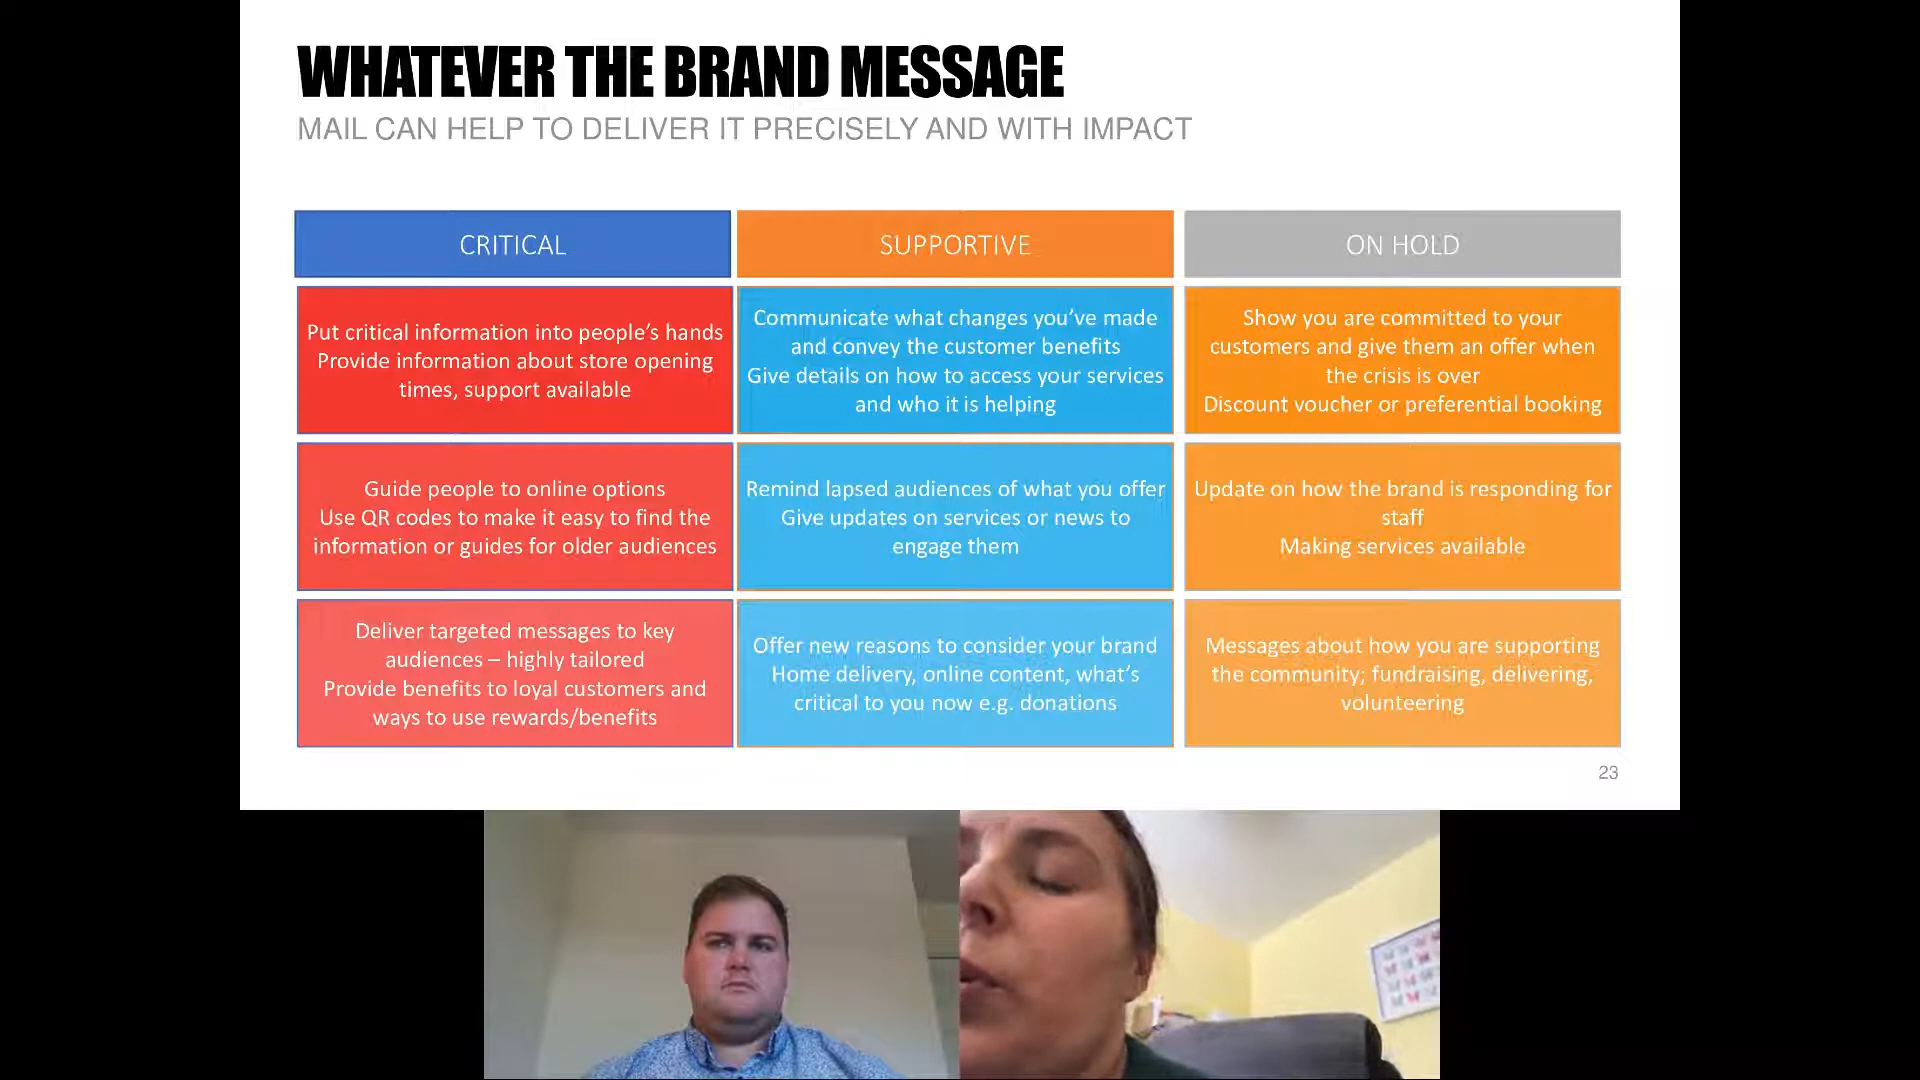 WHATEVER THE BRAND MESSAGE
MAIL CAN HELP TO DELIVER IT PRECISELY AND WITH IMPACT
CRITICAL
SUPPORTIVE
ON HOLD
Put critical information into people’s hands
Provide information about store opening
times, support available
Communicate what changes you’ve made
and convey the customer benefits
Give details on how to access your services
and who it is helping
Show you are committed to your
customers and give them an offer when
the crisis is over
Discount voucher or preferential booking
Guide people to online options
Use QR codes to make it easy to find the
information or guides for older audiences
Remind lapsed audiences of what you offer
Give updates on services or news to
engage them
Update on how the brand is responding for
staff
Making services available
Deliver targeted messages to key
audiences – highly tailored
Provide benefits to loyal customers and
ways to use rewards/benefits
Offer new reasons to consider your brand
Home delivery, online content, what’s
critical to you now e.g. donations
Messages about how you are supporting
the community; fundraising, delivering,
volunteering
23